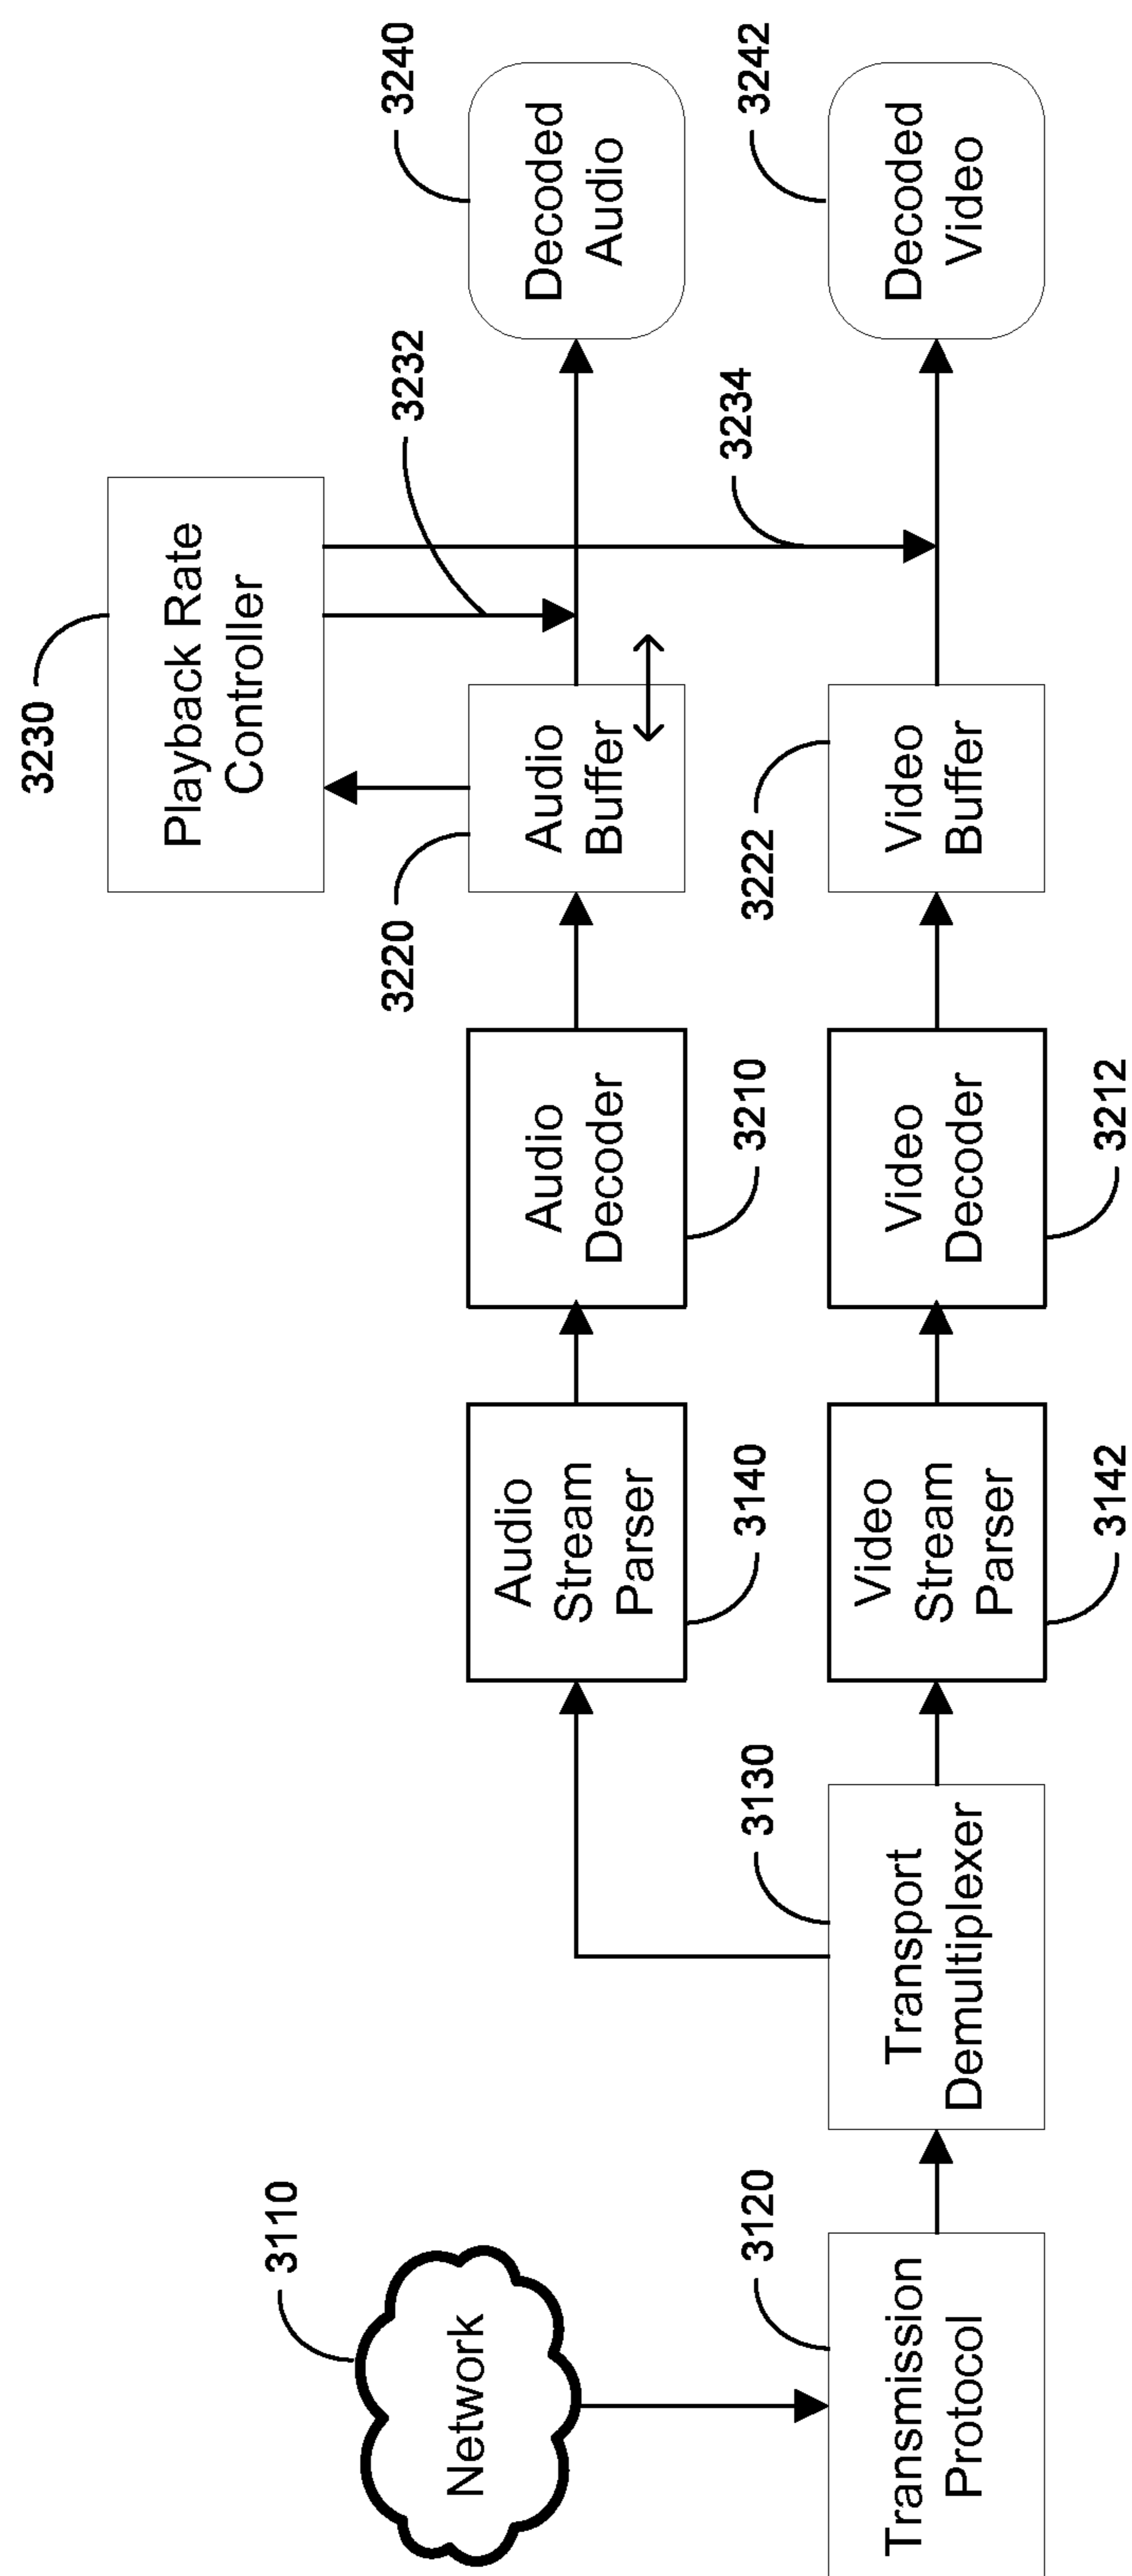 3230
Playback Rate
Controller
3110
Network
3220
3232
3240
Audio
Stream
Parser
Audio
Decoder
Audio
Buffer
Decoded
Audio
3140
3210
3120
3130
3222
3234
3242
Transmission
Protocol
Transport
Demultiplexer
Video
Stream
Parser
Video
Decoder
Video
Buffer
Decoded
Video
3142
3212